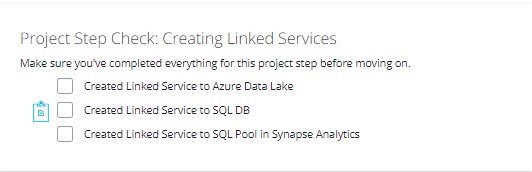 Project Step Check: Creating Linked Services
Make sure you've completed everything for this project step before moving on.
Created Linked Service to Azure Data Lake
Created Linked Service to SQL DB
Created Linked Service to SQL Pool in Synapse Analytics